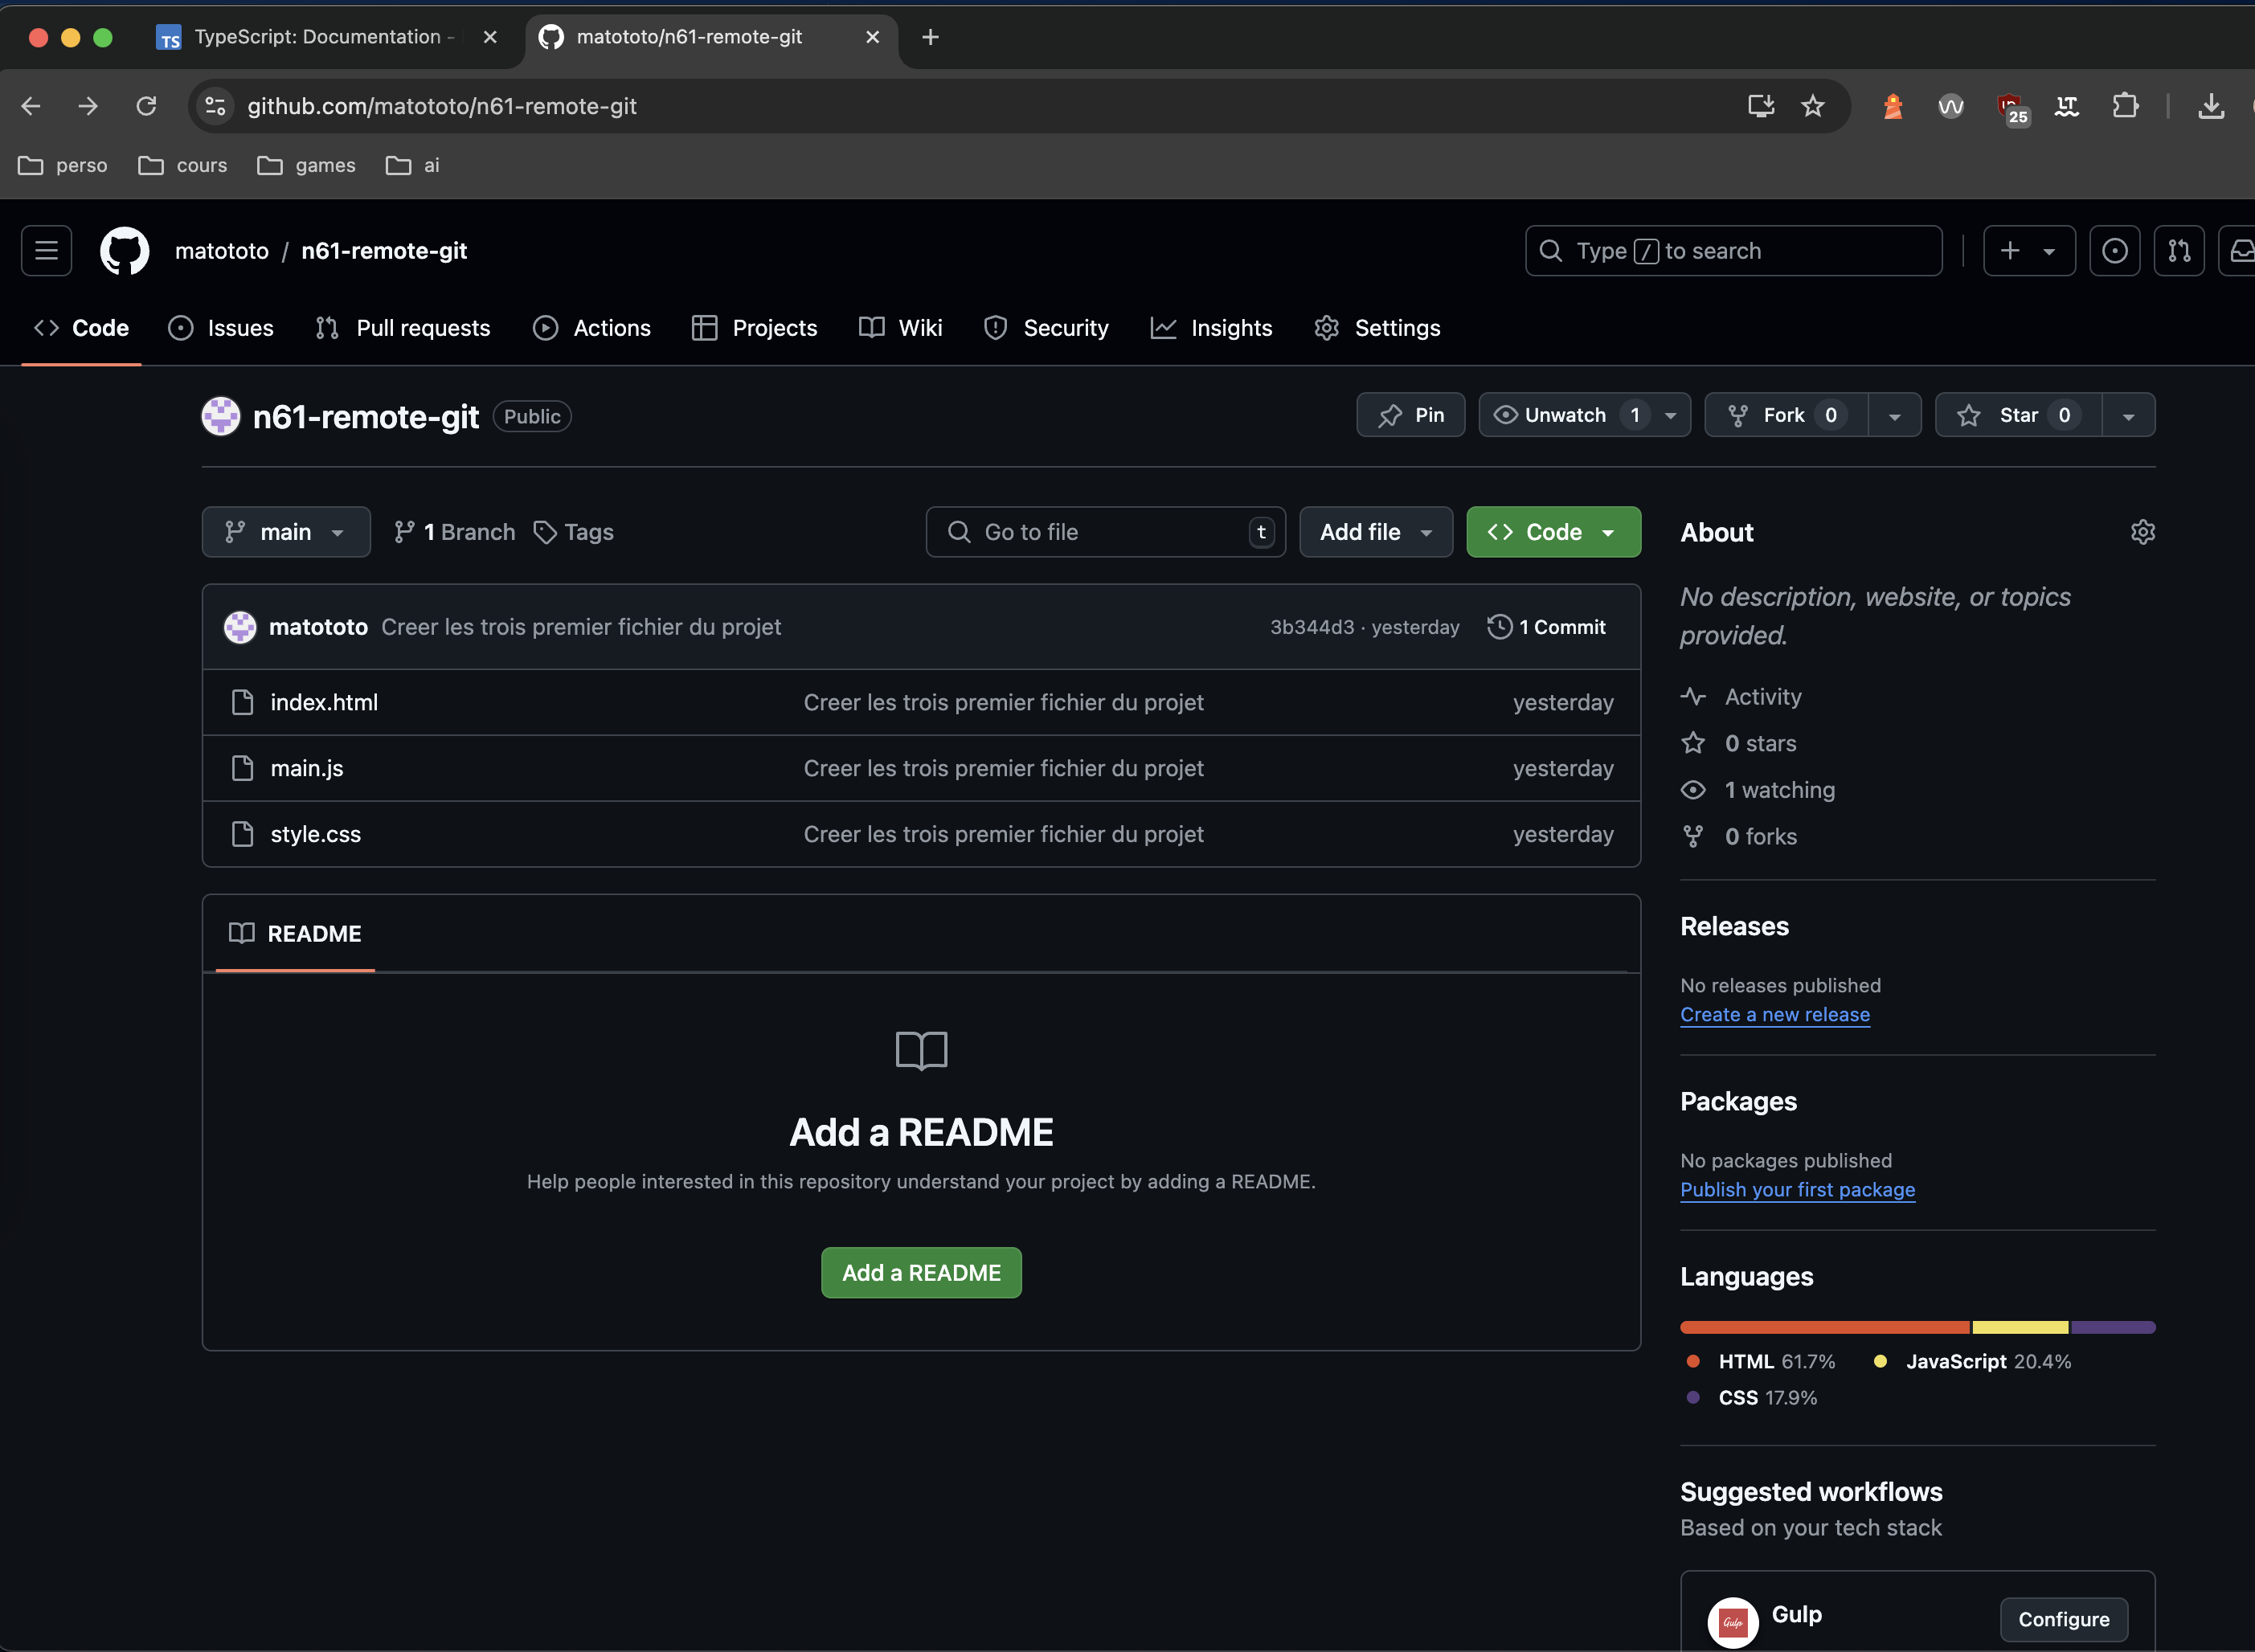 TS TypeScript: Documentation -
matototo/n61-remote-git
github.com/matototo/n61-remote-git
25
LT
perso cours games ai
matototo / n61-remote-git
Type / to search
Code Issues Pull requests Actions Projects Wiki Security Insights Settings
n61-remote-git Public
Pin Unwatch 1 Fork 0 Star 0
main 1 Branch Tags
Go to file t Add file Code
matototo Creer les trois premier fichier du projet 3b344d3 · yesterday 1 Commit
index.html Creer les trois premier fichier du projet yesterday
main.js Creer les trois premier fichier du projet yesterday
style.css Creer les trois premier fichier du projet yesterday
README
Add a README
Help people interested in this repository understand your project by adding a README.
Add a README
About
No description, website, or topics
provided.
Activity
0 stars
1 watching
0 forks
Releases
No releases published
Create a new release
Packages
No packages published
Publish your first package
Languages
HTML 61.7% JavaScript 20.4%
CSS 17.9%
Suggested workflows
Based on your tech stack
Gulp
Gulp
Configure